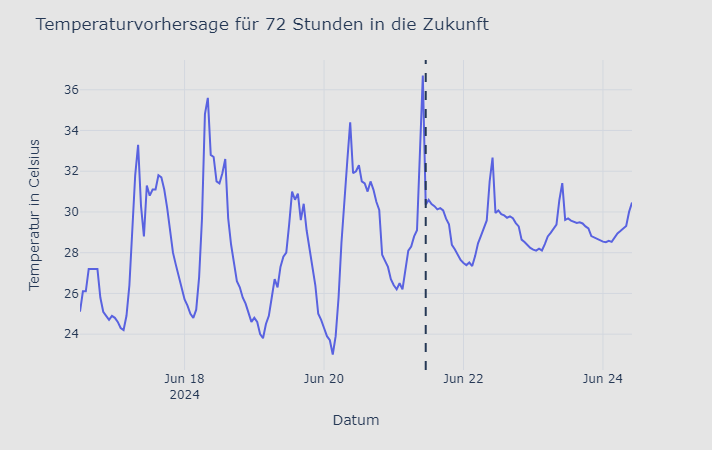 Temperaturvorhersage für 72 Stunden in die Zukunft
Temperatur in Celsius
36
34
32
30
28
26
24
Jun 18
2024
Jun 20
Jun 22
Jun 24
Datum